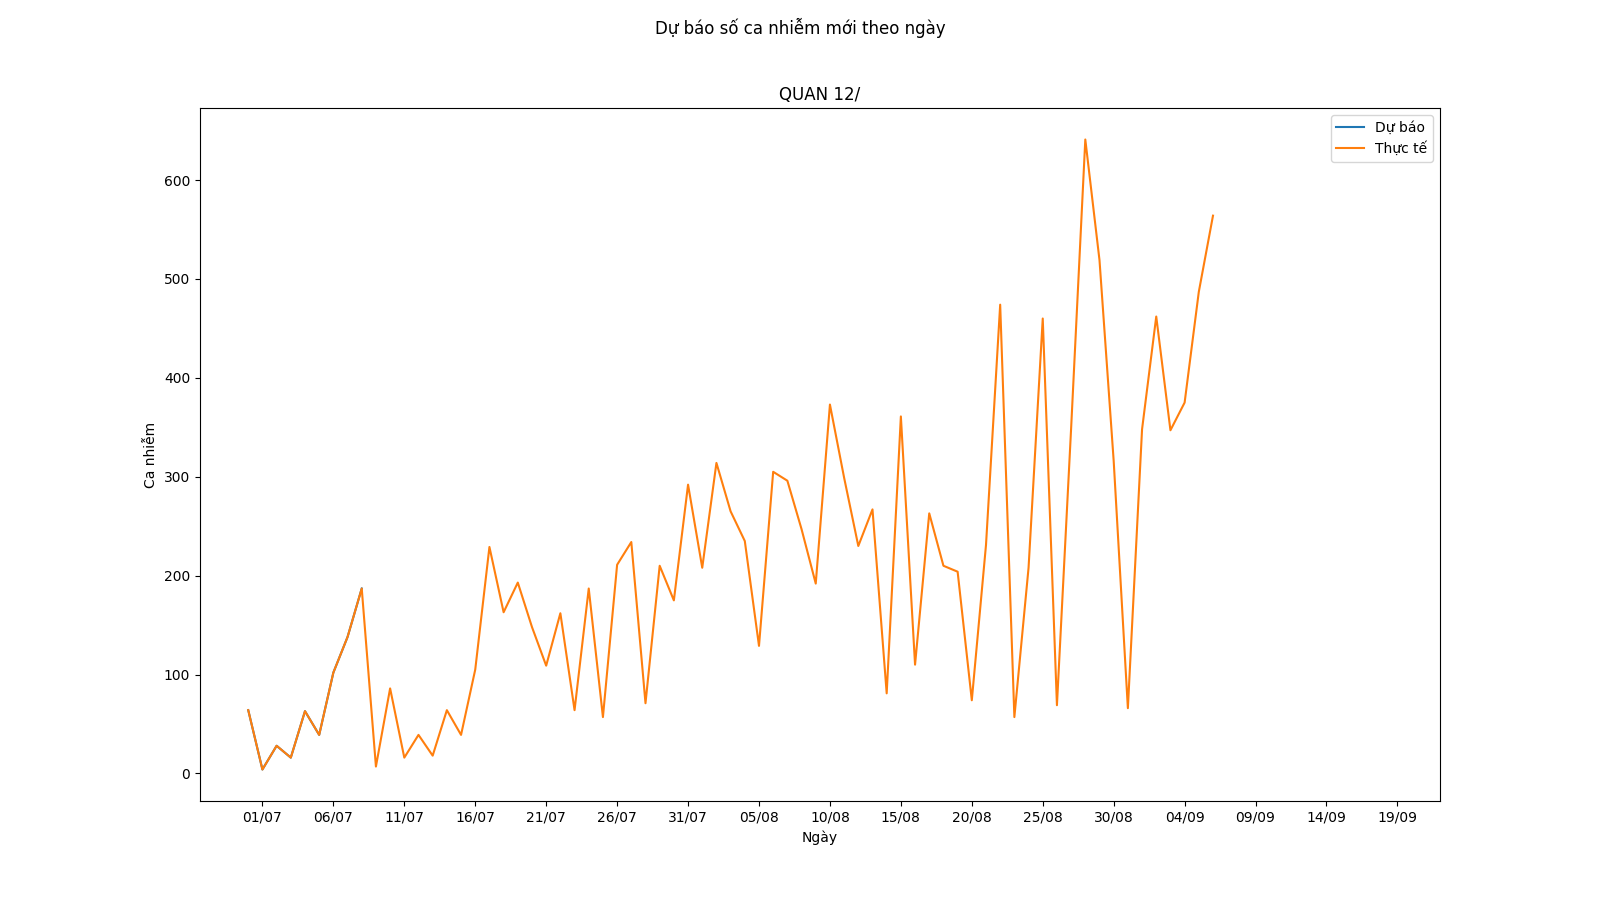 Dự báo số ca nhiễm mới theo ngày
QUAN 12/
Dự báo
Thực tế
600
500
400
300
200
100
0
Ca nhiễm
01/07 06/07 11/07 16/07 21/07 26/07 31/07 05/08 10/08 15/08 20/08 25/08 30/08 04/09 09/09 14/09 19/09
Ngày